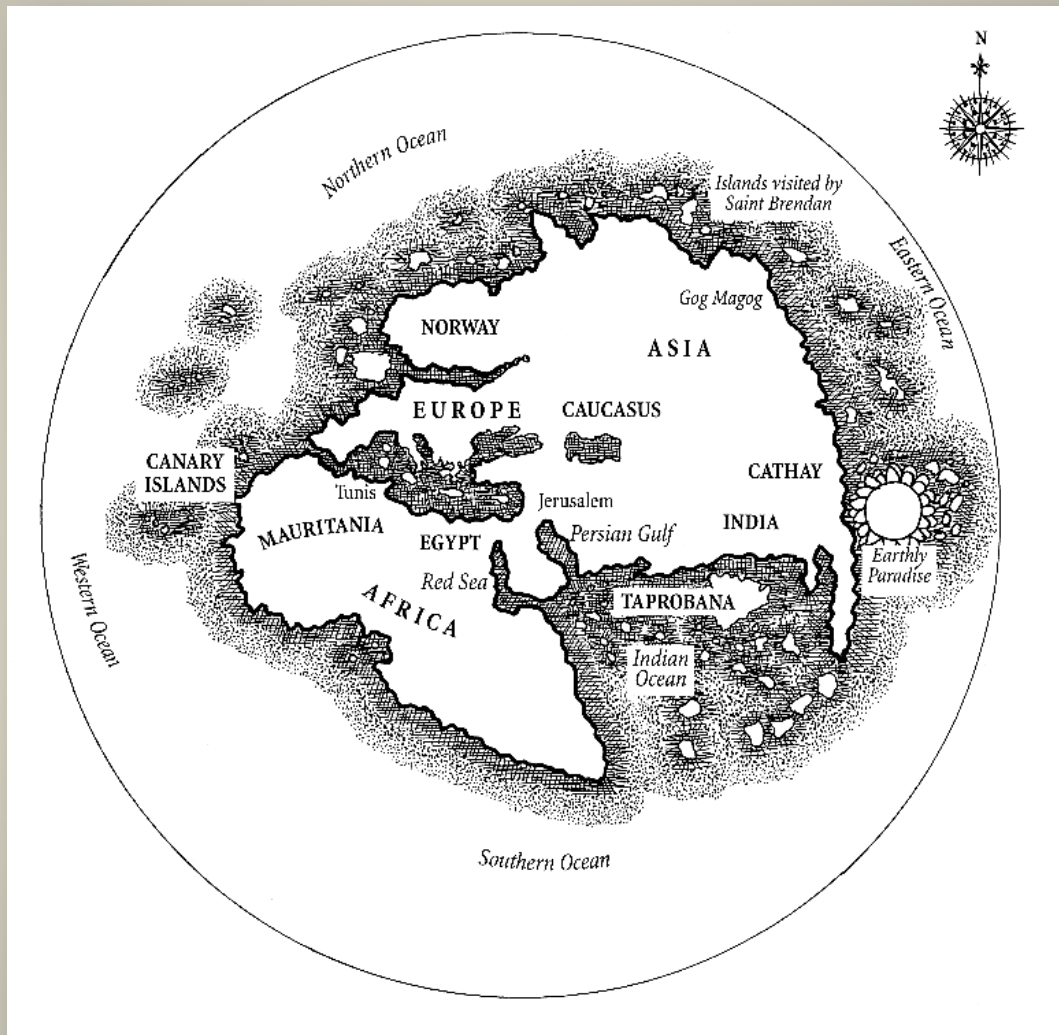 N
Northern Ocean
Islands visited by
Saint Brendan
Eastern Ocean
Gog Magog
NORWAY
ASIA
EUROPE
CAUCASUS
CANARY
ISLANDS
CATHAY
Tunis
Jerusalem
MAURITANIA
EGYPT
Persian Gulf
INDIA
Earthly
Paradise
Red Sea
AFRICA
TAPROBANA
Western Ocean
Indian
Ocean
Southern Ocean